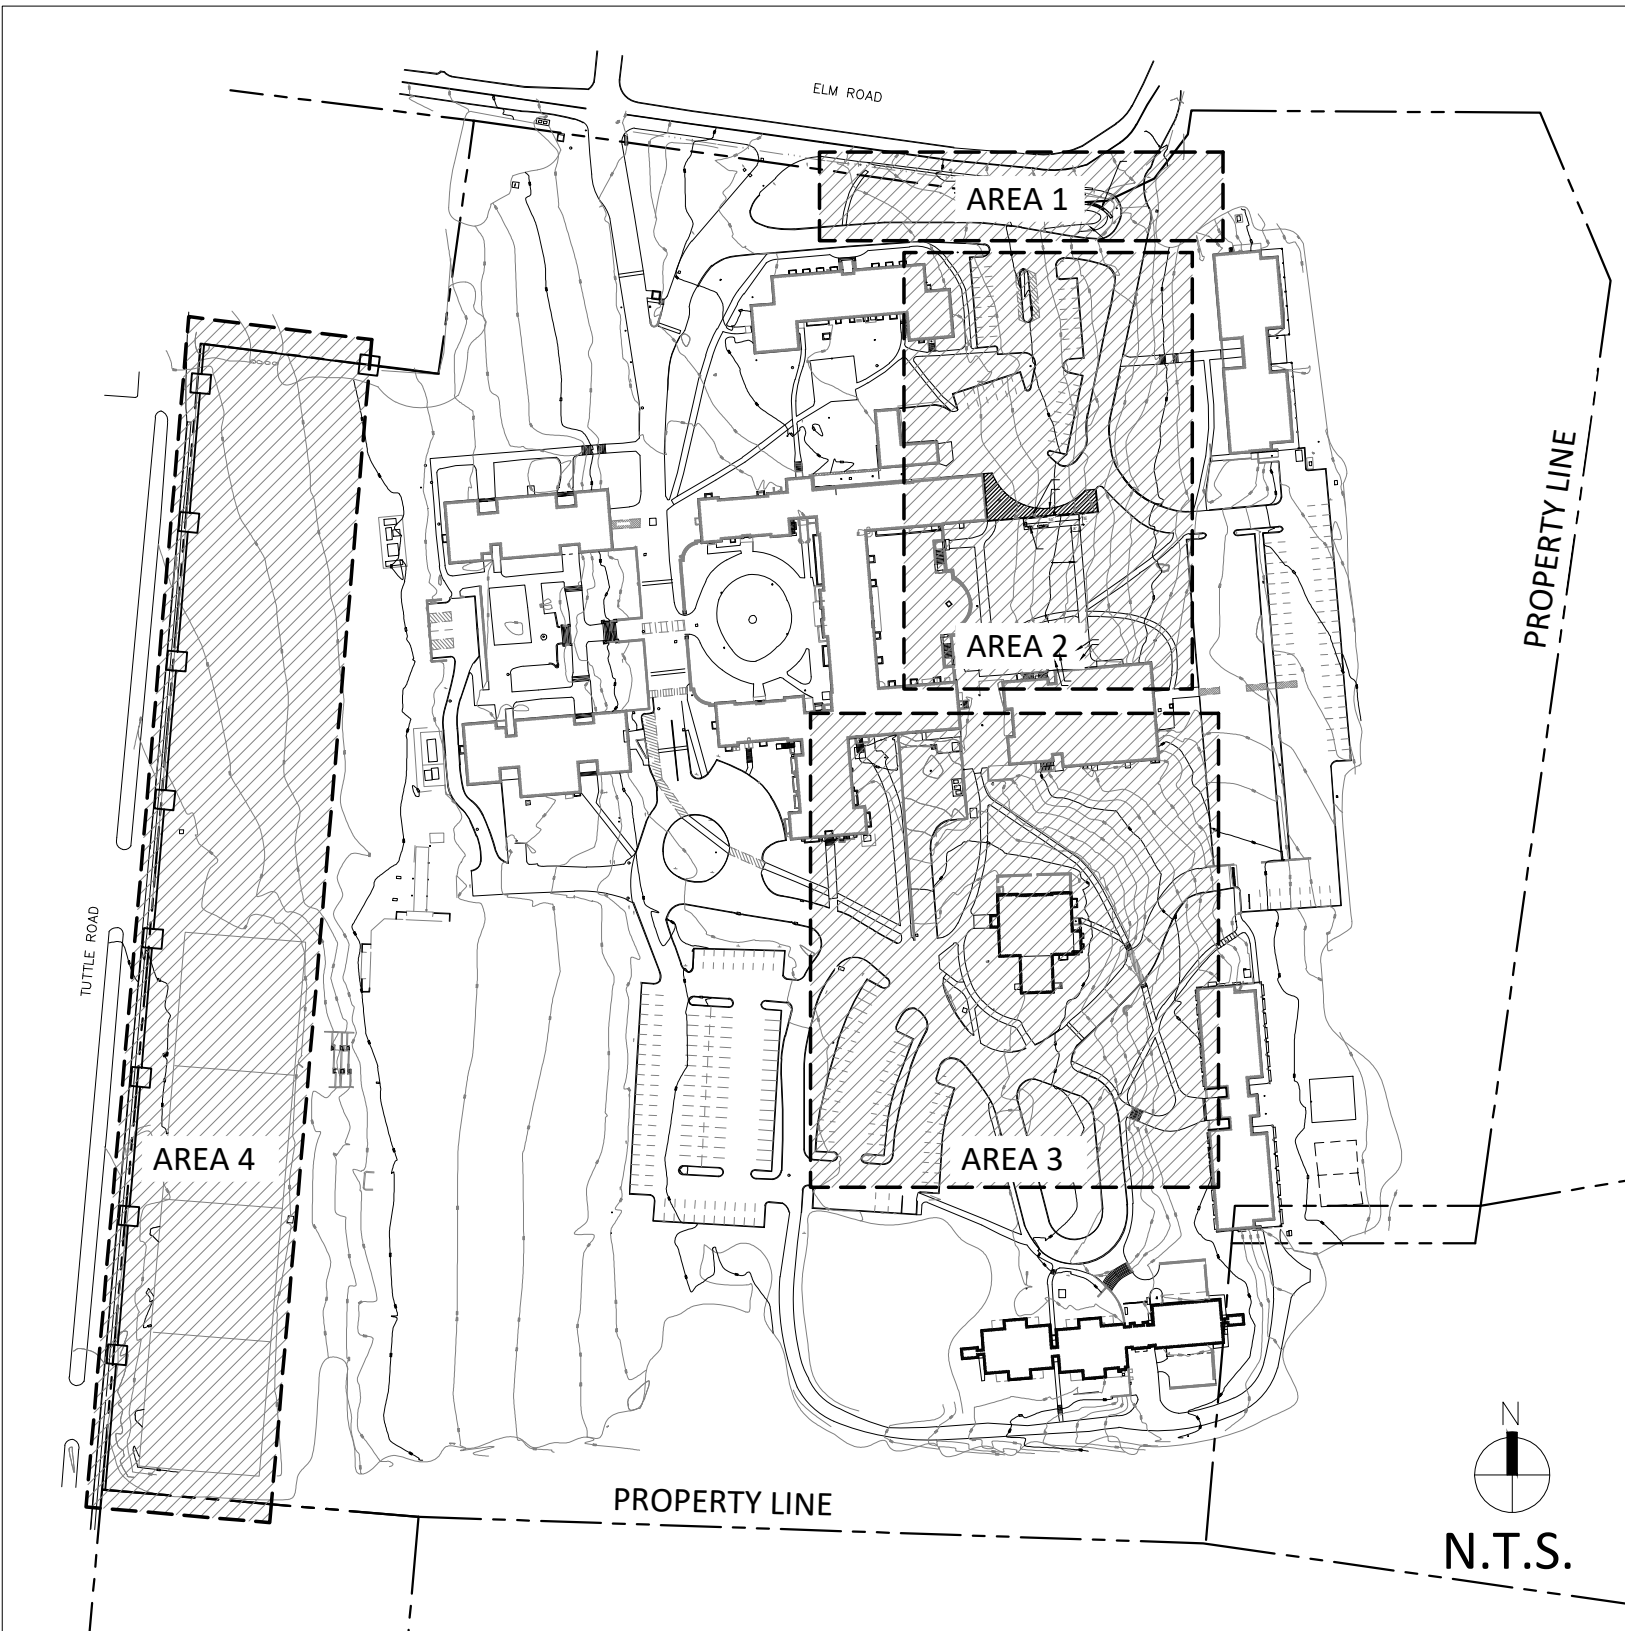 ELM ROAD
AREA 1
PROPERTY LINE
AREA 2
TUTTLE ROAD
AREA 4
AREA 3
N
PROPERTY LINE
N.T.S.